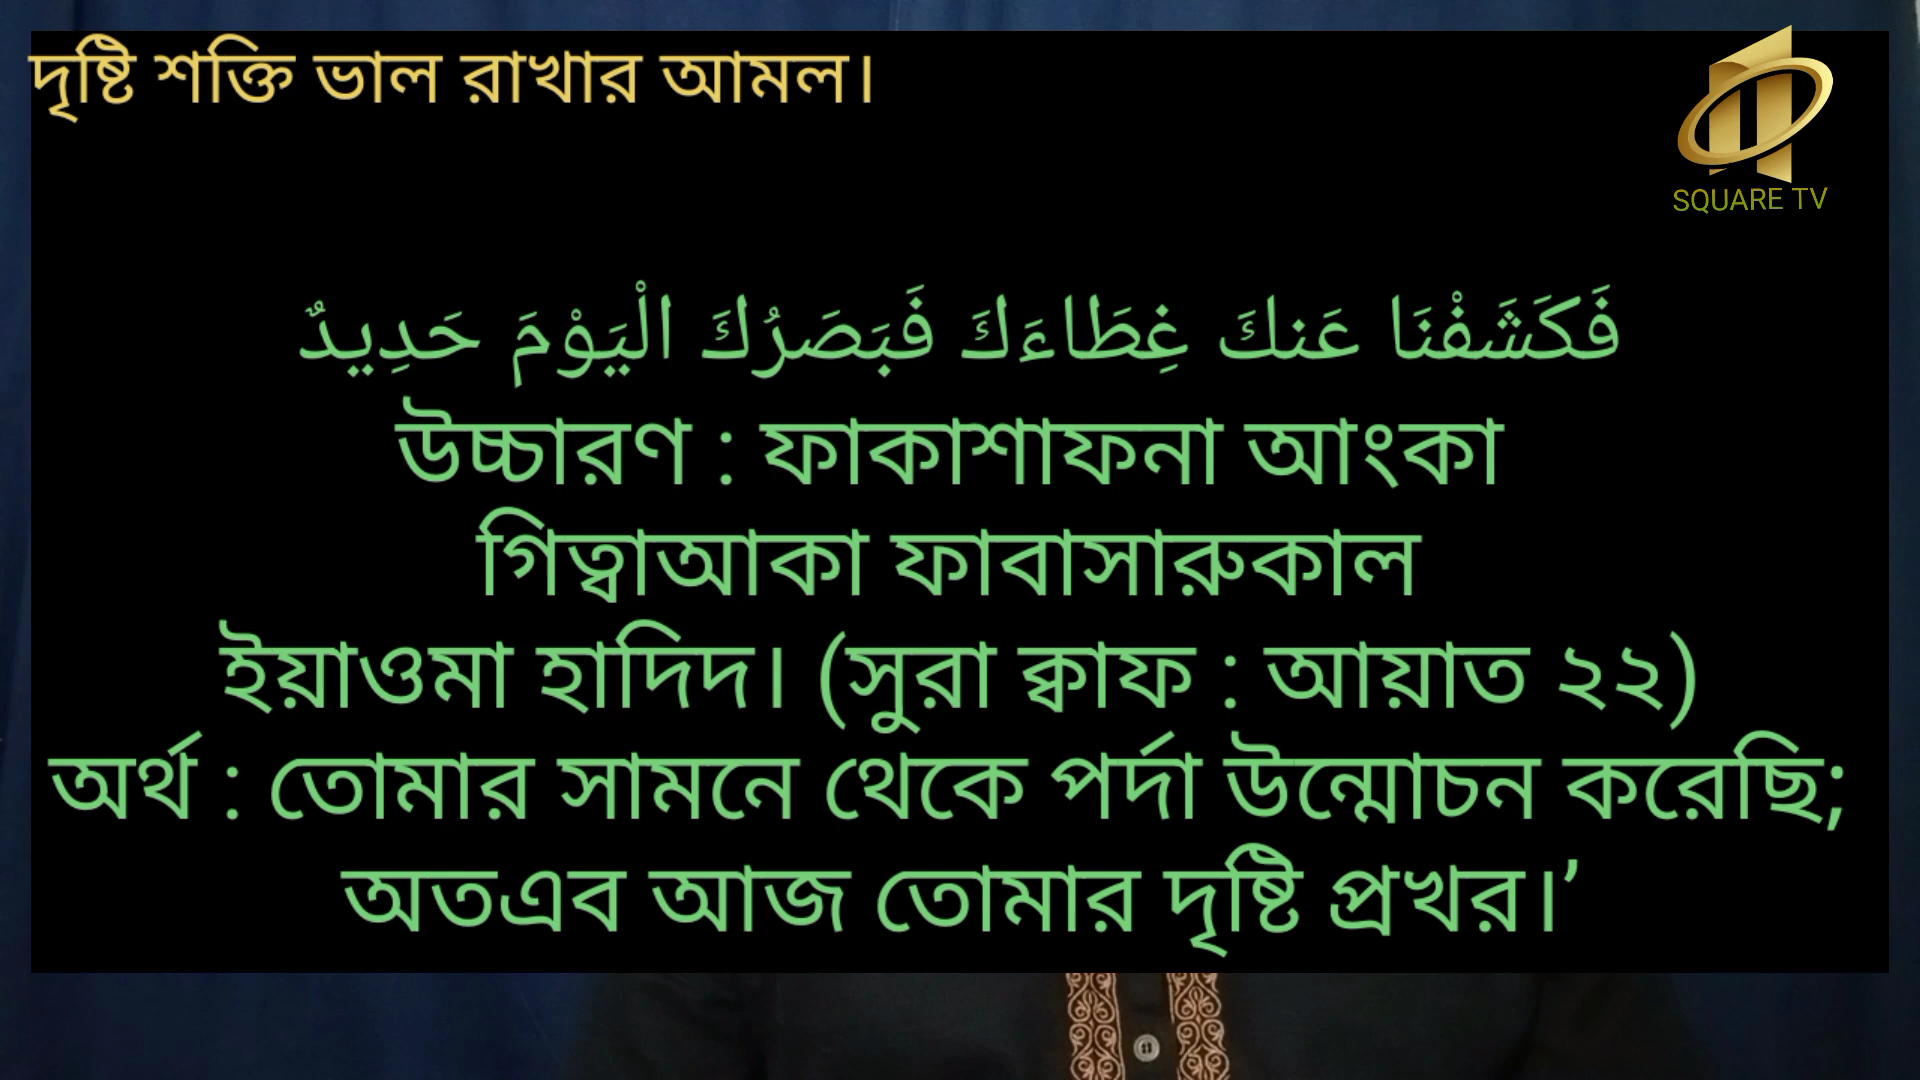 দৃষ্টি শক্তি ভাল রাখার আমল।
SQUARE TV
فَكَشَفْنَا عَنكَ غِطَاءَكَ فَبَصَرُكَ الْيَوْمَ حَدِيدٌ
উচ্চারণ : ফাকাশাফনা আংকা
গিত্বাআকা ফাবাসারুকাল
ইয়াওমা হাদিদ। (সুরা ক্বাফ : আয়াত ২২)
অর্থ : তোমার সামনে থেকে পর্দা উন্মোচন করেছি;
অতএব আজ তোমার দৃষ্টি প্রখর।’